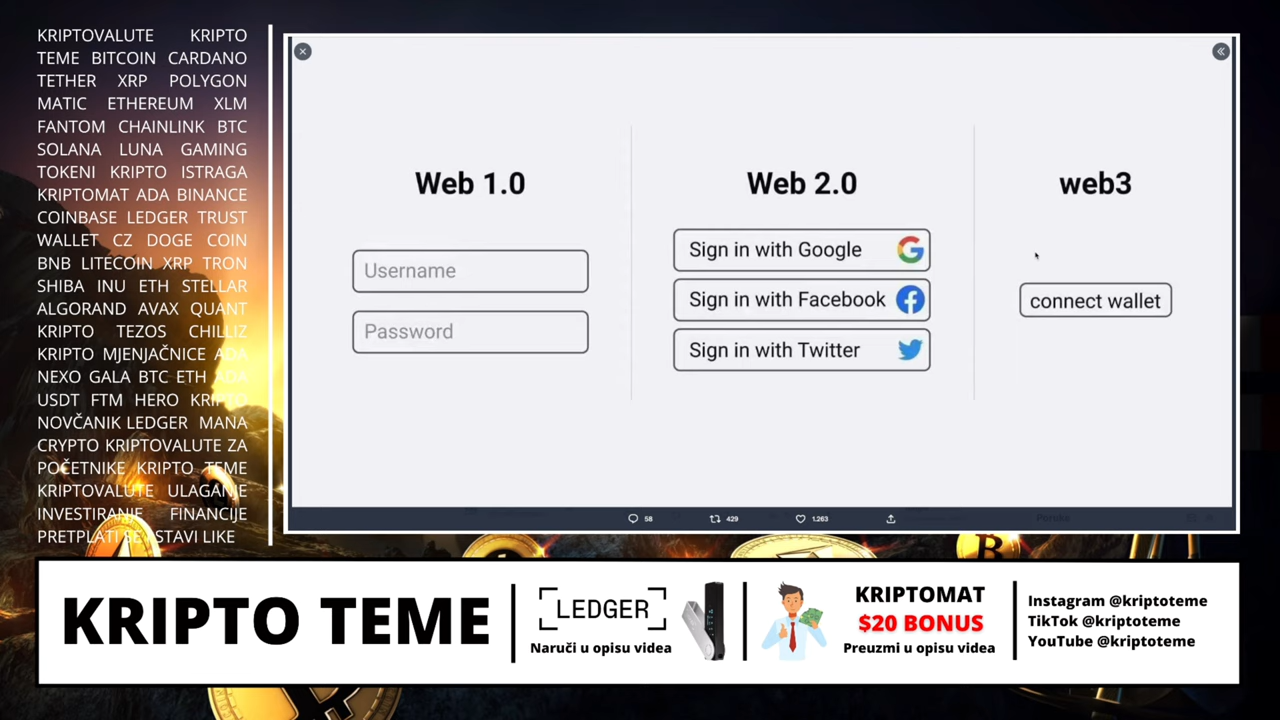 KRIPTOVALUTE KRIPTO
TEME BITCOIN CARDANO
TETHER XRP POLYGON
MATIC ETHEREUM XLM
FANTOM CHAINLINK BTC
SOLANA LUNA GAMING
TOKENI KRIPTO ISTRAGA
KRIPTOMAT ADA BINANCE
COINBASE LEDGER TRUST
WALLET CZ DOGE COIN
BNB LITECOIN XRP TRON
SHIBA INU ETH STELLAR
ALGORAND AVAX QUANT
KRIPTO TEZOS CHILLIZ
KRIPTO MJENJAČNICE ADA
NEXO GALA BTC ETH ADA
USDT FTM HERO KRIPTO
NOVČANIK LEDGER MANA
CRYPTO KRIPTOVALUTE ZA
POČETNIKE KRIPTO TEME
KRIPTOVALUTE ULAGANJE
INVESTIRANJE FINANCIJE
PRETPLATI SE I STAVI LIKE
Web 1.0
Username
Password
Web 2.0
Sign in with Google
Sign in with Facebook
Sign in with Twitter
web3
connect wallet
58 429 1.263
KRIPTO TEME
LEDGER
Naruči u opisu videa
KRIPTOMAT
$20 BONUS
Preuzmi u opisu videa
Instagram @kriptoteme
TikTok @kriptoteme
YouTube @kriptoteme